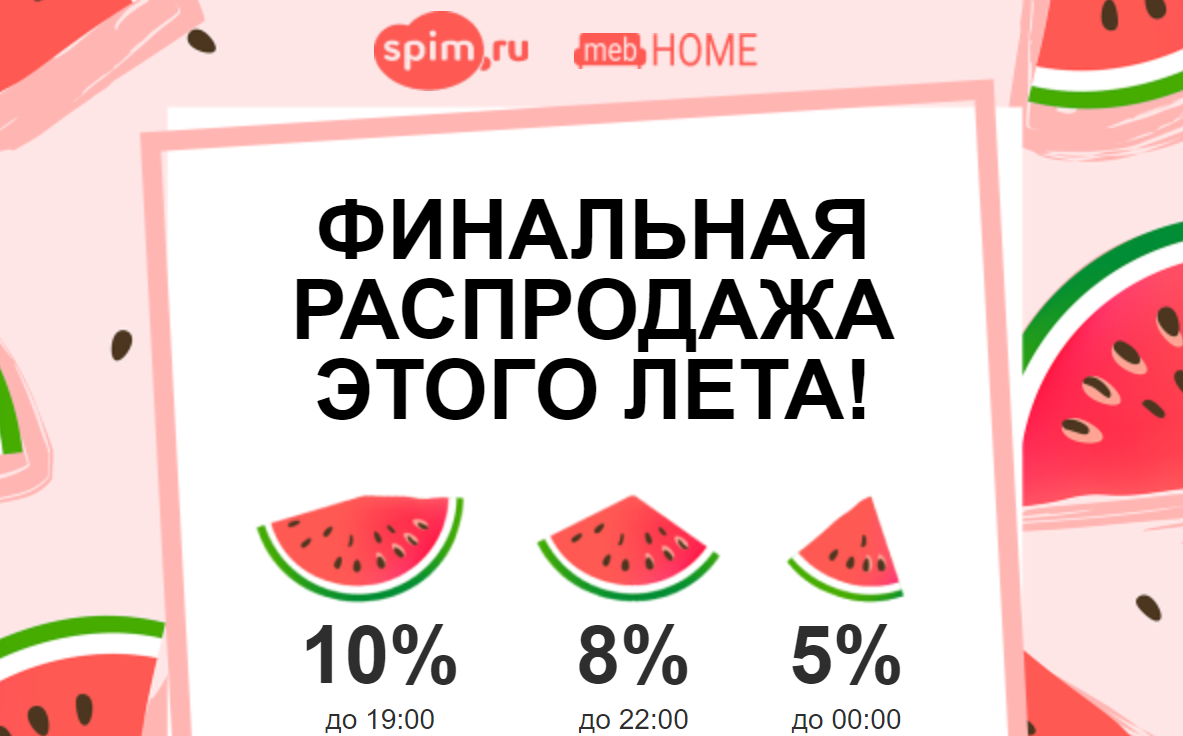 spim.ru meb HOME
ФИНАЛЬНАЯ
РАСПРОДАЖА
ЭТОГО ЛЕТА!
10% 8% 5%
до 19:00 до 22:00 до 00:00